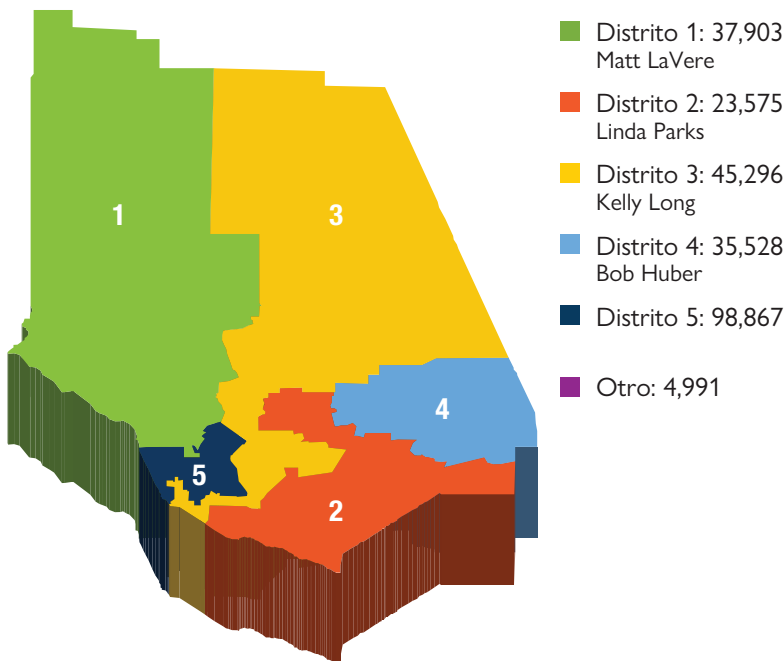 Distrito 1: 37,903
Matt LaVere
Distrito 2: 23,575
Linda Parks
Distrito 3: 45,296
Kelly Long
Distrito 4: 35,528
Bob Huber
Distrito 5: 98,867
Otro: 4,991
1
3
4
5
2